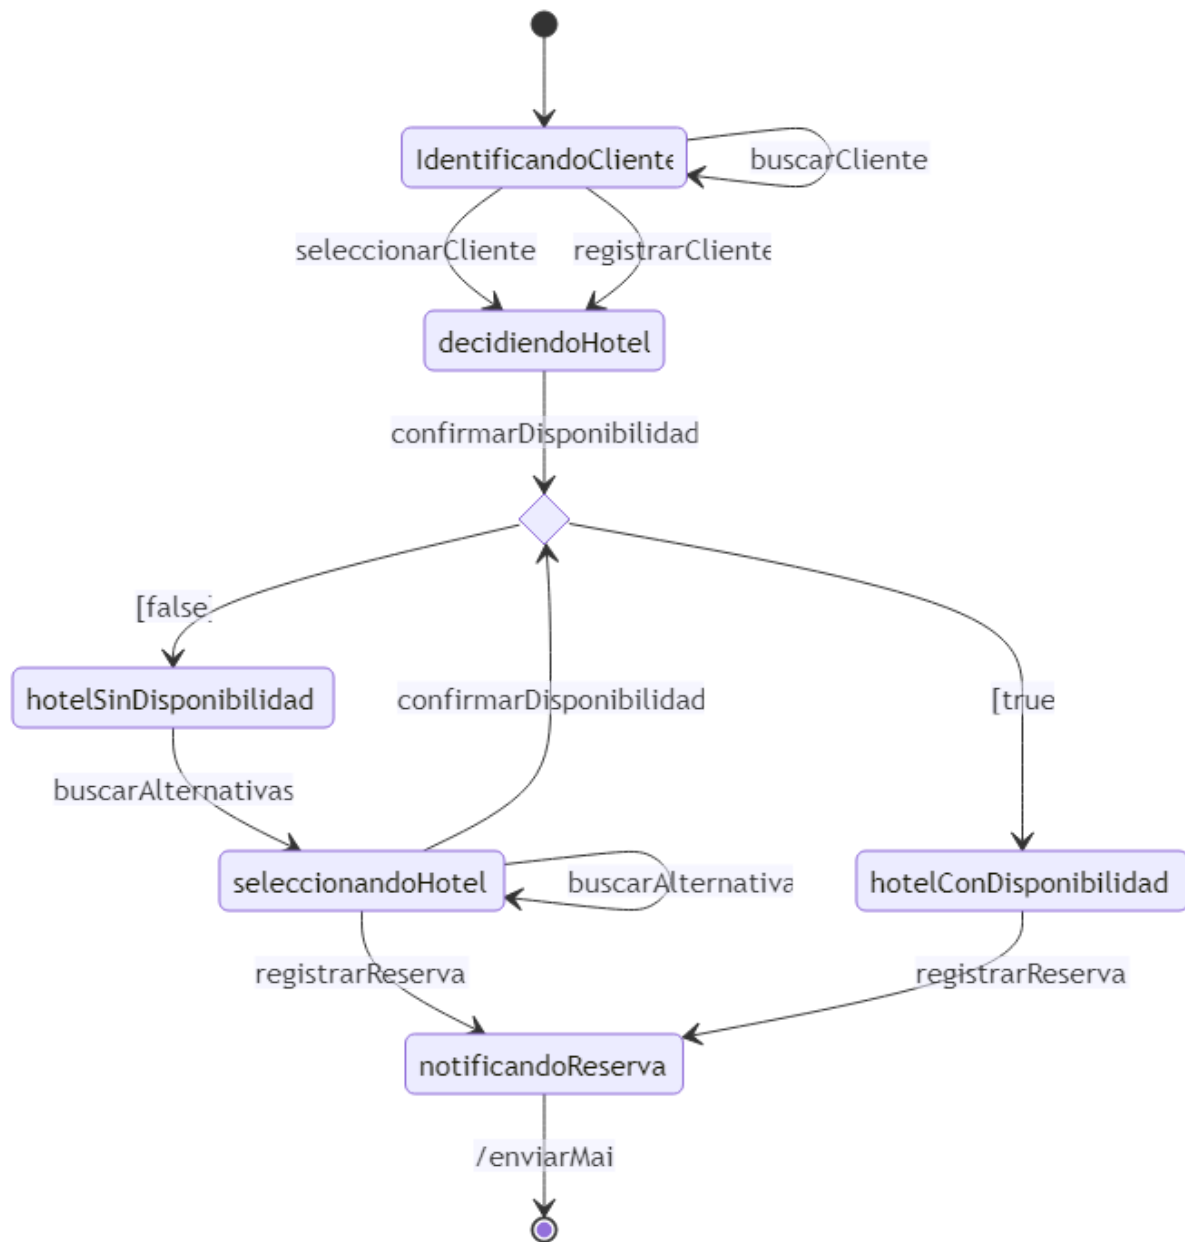 IdentificandoCliente
buscarCliente
seleccionarCliente
registrarCliente
decidiendoHotel
confirmarDisponibilidad
[false]
hotelSinDisponibilidad
confirmarDisponibilidad
[true
buscarAlternativas
seleccionandoHotel
buscarAlternativa
hotelConDisponibilidad
registrarReserva
registrarReserva
notificandoReserva
/enviarMai